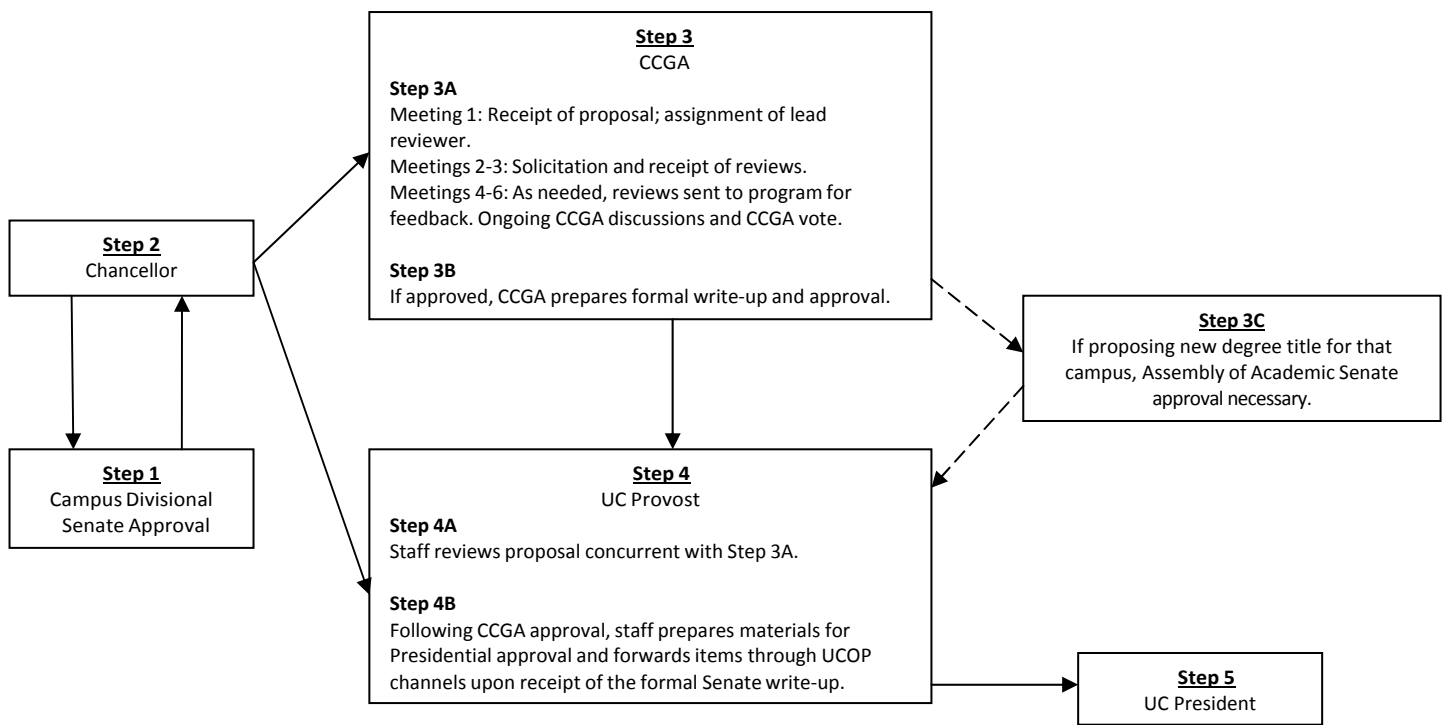 Step 3
CCGA
Step 3A
Meeting 1: Receipt of proposal; assignment of lead
reviewer.
Meetings 2-3: Solicitation and receipt of reviews.
Meetings 4-6: As needed, reviews sent to program for
feedback. Ongoing CCGA discussions and CCGA vote.
Step 3B
If approved, CCGA prepares formal write-up and approval.
Step 2
Chancellor
Step 3C
If proposing new degree title for that
campus, Assembly of Academic Senate
approval necessary.
Step 1
Campus Divisional
Senate Approval
Step 4
UC Provost
Step 4A
Staff reviews proposal concurrent with Step 3A.
Step 4B
Following CCGA approval, staff prepares materials for
Presidential approval and forwards items through UCOP
channels upon receipt of the formal Senate write-up.
Step 5
UC President